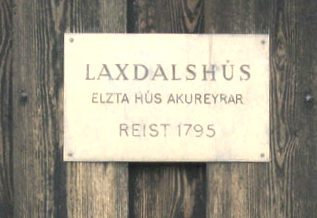 LAXDALSHÚS
ELZTA HÚS AKUREYRAR
REIST 1795